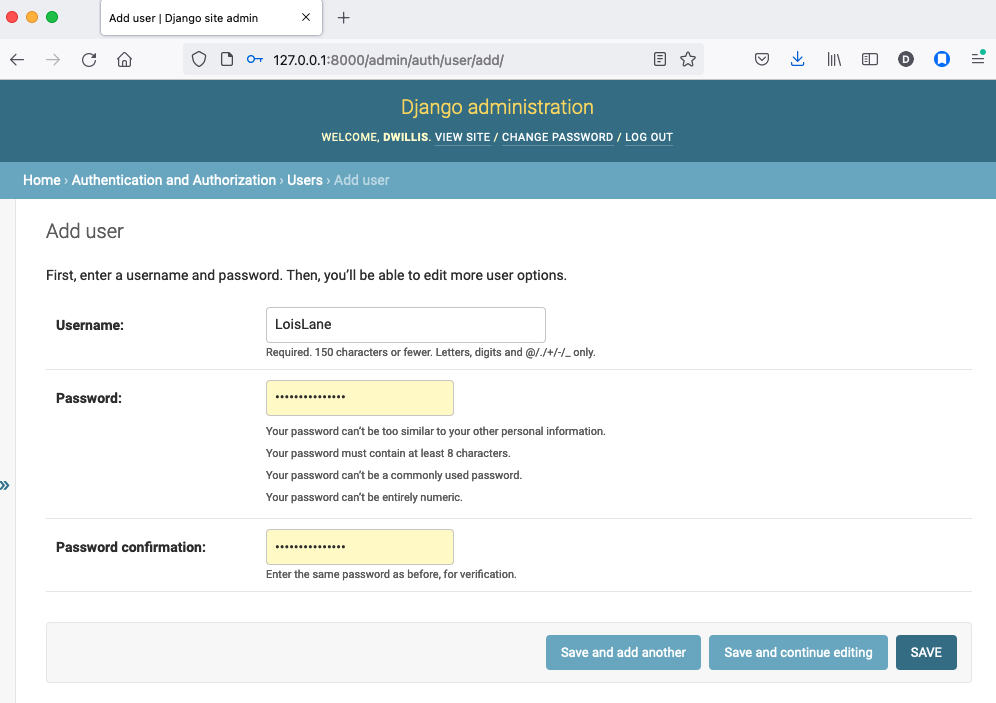 Add user | Django site admin
127.0.0.1:8000/admin/auth/user/add/
D
Django administration
WELCOME, DWILLIS. VIEW SITE / CHANGE PASSWORD / LOG OUT
Home › Authentication and Authorization › Users › Add user
Add user
First, enter a username and password. Then, you’ll be able to edit more user options.
Username:
LoisLane
Required. 150 characters or fewer. Letters, digits and @/./+/-/_ only.
Password:
•••••••••••••••
Your password can’t be too similar to your other personal information.
Your password must contain at least 8 characters.
Your password can’t be a commonly used password.
Your password can’t be entirely numeric.
»
Password confirmation:
•••••••••••••••
Enter the same password as before, for verification.
Save and add another
Save and continue editing
SAVE